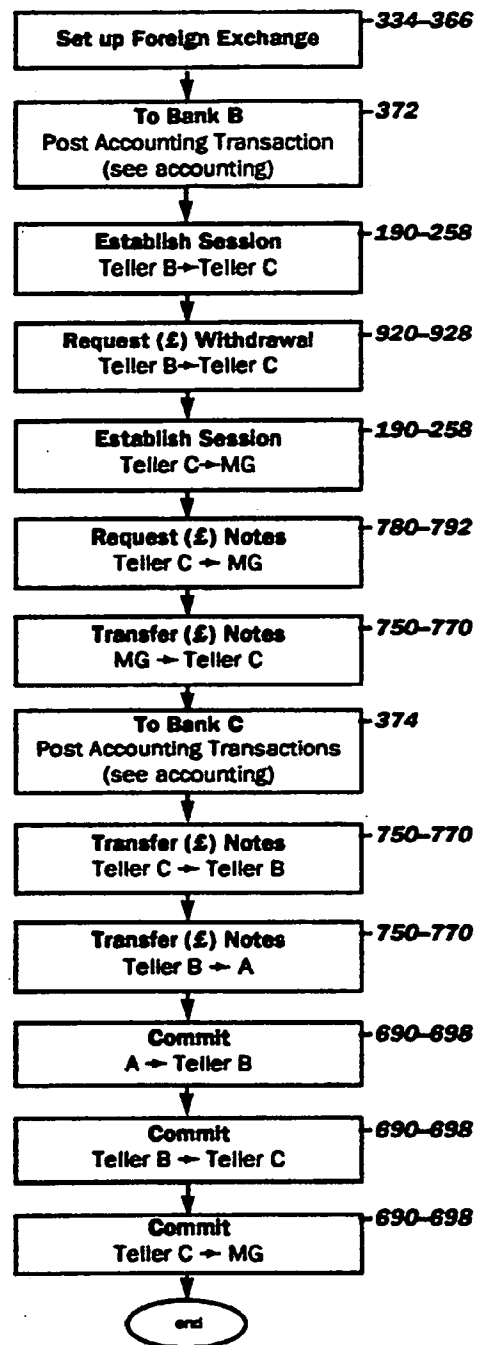 334–366
Set up Foreign Exchange
372
To Bank B
Post Accounting Transaction
(see accounting)
190–258
Establish Session
Teller B→Teller C
920–928
Request (£) Withdrawal
Teller B→Teller C
190–258
Establish Session
Teller C→MG
780–792
Request (£) Notes
Teller C → MG
750–770
Transfer (£) Notes
MG → Teller C
374
To Bank C
Post Accounting Transactions
(see accounting)
750–770
Transfer (£) Notes
Teller C → Teller B
750–770
Transfer (£) Notes
Teller B → A
690–698
Commit
A → Teller B
690–698
Commit
Teller B → Teller C
690–698
Commit
Teller C → MG
end